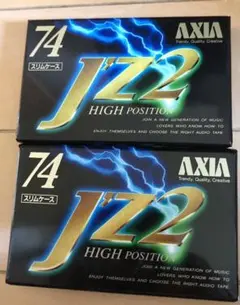 74
スリムケース
AXIA
Trendy, Quality, Creative
J'z2
HIGH POSITION
JOIN A NEW GENERATION OF MUSIC
LOVERS WHO KNOW HOW TO
ENJOY THEMSELVES AND CHOOSE THE RIGHT AUDIO TAPE
74
スリムケース
AXIA
Trendy, Quality, Creative
J'z2
HIGH POSITION
JOIN A NEW GENERATION OF MUSIC
LOVERS WHO KNOW HOW TO
ENJOY THEMSELVES AND CHOOSE THE RIGHT AUDIO TAPE